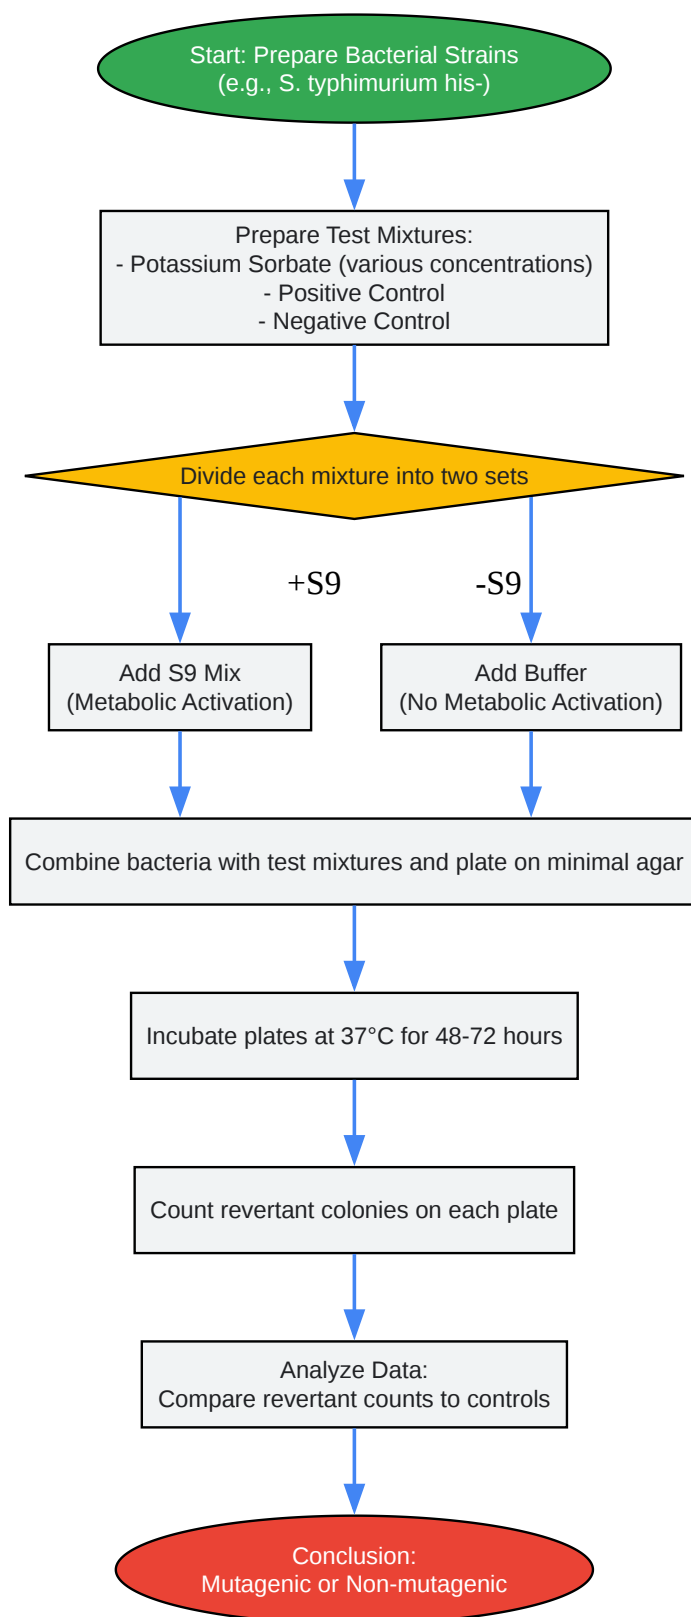 Start: Prepare Bacterial Strains
(e.g., S. typhimurium his-)
Prepare Test Mixtures:
- Potassium Sorbate (various concentrations)
- Positive Control
- Negative Control
Divide each mixture into two sets
+S9
-S9
Add S9 Mix
(Metabolic Activation)
Add Buffer
(No Metabolic Activation)
Combine bacteria with test mixtures and plate on minimal agar
Incubate plates at 37°C for 48-72 hours
Count revertant colonies on each plate
Analyze Data:
Compare revertant counts to controls
Conclusion:
Mutagenic or Non-mutagenic